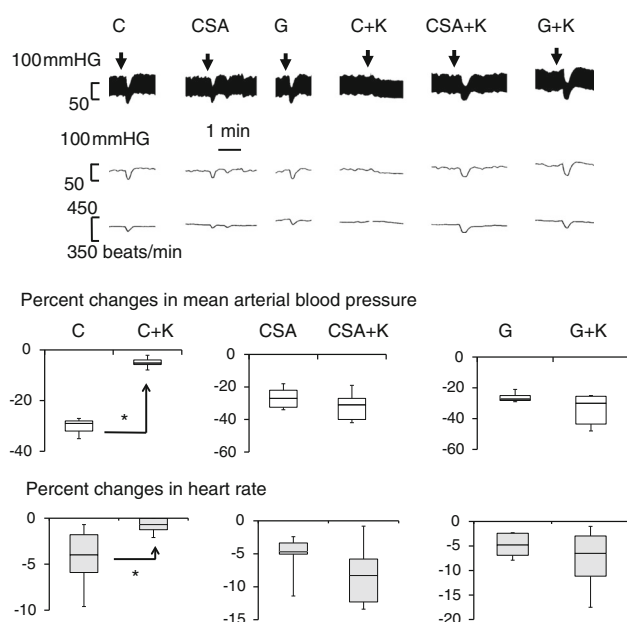 C CSA G C+K CSA+K G+K
100mmHG
50
100mmHG 1 min
50
450
350 beats/min
Percent changes in mean arterial blood pressure
C C+K CSA CSA+K G G+K
0 0 0
-20 -20 -20
* -40 -40
-40 -60 -60
Percent changes in heart rate
0 0 0
-5 -5 -5
* -10 -10
-10 -15 -15
-20